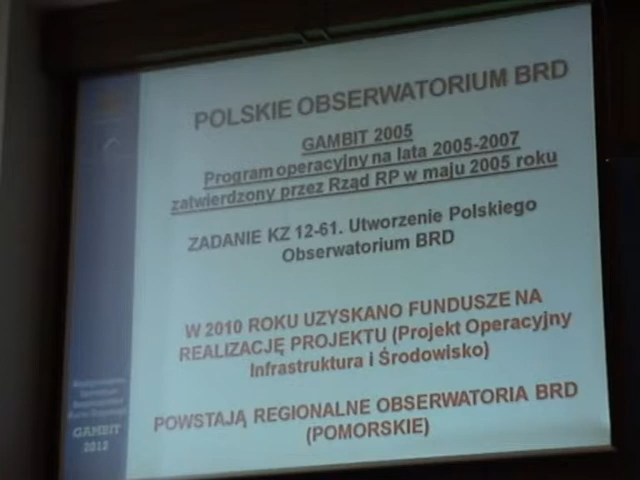 POLSKIE OBSERWATORIUM BRD
GAMBIT 2005
Program operacyjny na lata 2005-2007
zatwierdzony przez Rząd RP w maju 2005 roku
ZADANIE KZ 12-61. Utworzenie Polskiego
Obserwatorium BRD
W 2010 ROKU UZYSKANO FUNDUSZE NA
REALIZACJĘ PROJEKTU (Projekt Operacyjny
Infrastruktura i Środowisko)
POWSTAJĄ REGIONALNE OBSERWATORIA BRD
(POMORSKIE)
GAMBIT